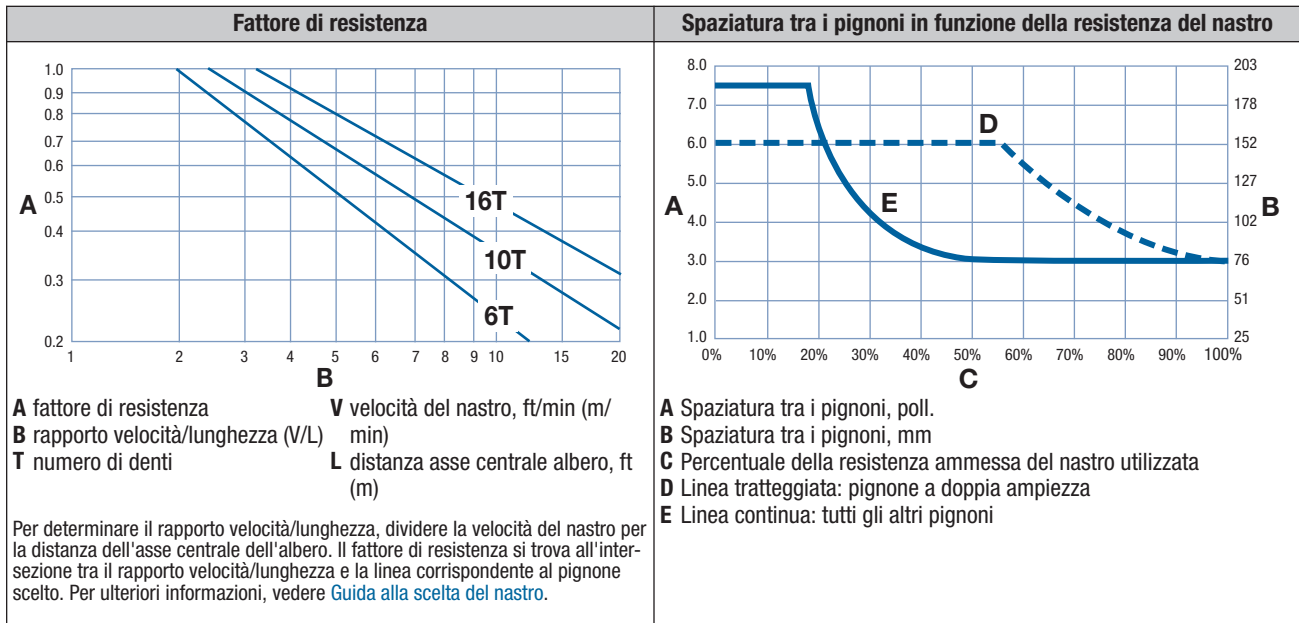 Fattore di resistenza
1.0
0.9
0.8
0.7
0.6
0.5
0.4
0.3
0.2
A
1
2
3
4
5
6
7
8
9
10
15
20
B
16T
10T
6T
A fattore di resistenza
B rapporto velocità/lunghezza (V/L)
T numero di denti
V velocità del nastro, ft/min (m/
min)
L distanza asse centrale albero, ft
(m)
Per determinare il rapporto velocità/lunghezza, dividere la velocità del nastro per
la distanza dell'asse centrale dell'albero. Il fattore di resistenza si trova all'inter-
sezione tra il rapporto velocità/lunghezza e la linea corrispondente al pignone
scelto. Per ulteriori informazioni, vedere Guida alla scelta del nastro.
Spaziatura tra i pignoni in funzione della resistenza del nastro
8.0
7.0
6.0
5.0
4.0
3.0
2.0
1.0
A
203
178
152
127
102
76
51
25
B
0%
10%
20%
30%
40%
50%
60%
70%
80%
90%
100%
C
D
E
A Spaziatura tra i pignoni, poll.
B Spaziatura tra i pignoni, mm
C Percentuale della resistenza ammessa del nastro utilizzata
D Linea tratteggiata: pignone a doppia ampiezza
E Linea continua: tutti gli altri pignoni